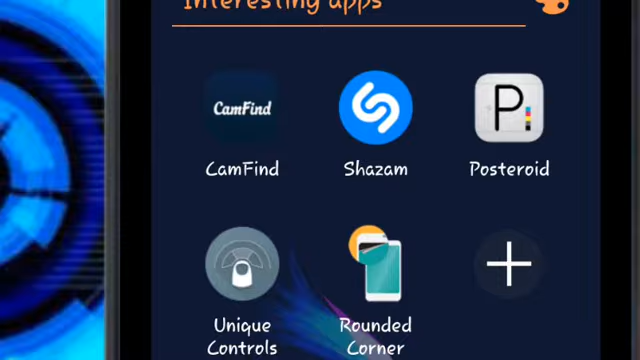 Interesting apps
CamFind
P
CamFind
Shazam
Posteroid
Unique
Controls
Rounded
Corner